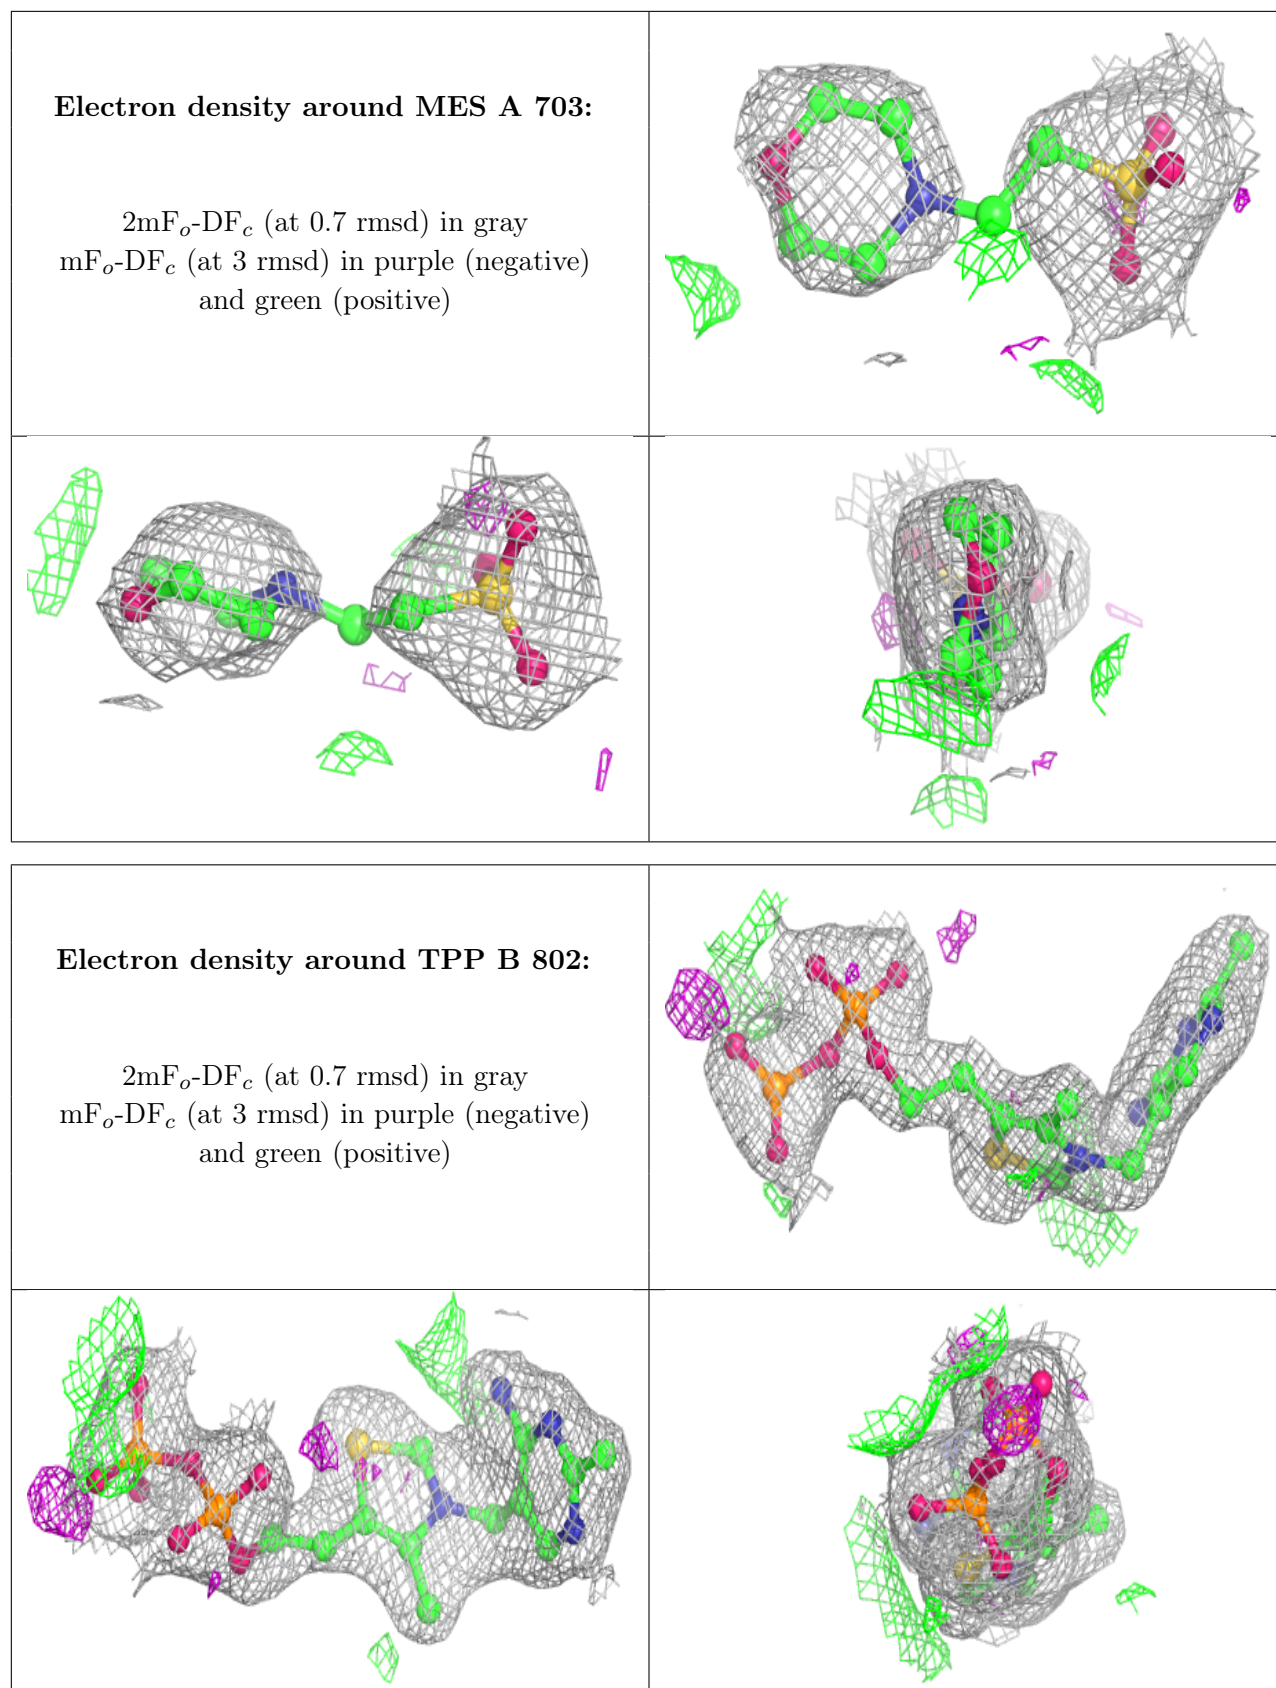 Electron density around MES A 703:
2mFo-DFc (at 0.7 rmsd) in gray
mFo-DFc (at 3 rmsd) in purple (negative)
and green (positive)
Electron density around TPP B 802:
2mFo-DFc (at 0.7 rmsd) in gray
mFo-DFc (at 3 rmsd) in purple (negative)
and green (positive)